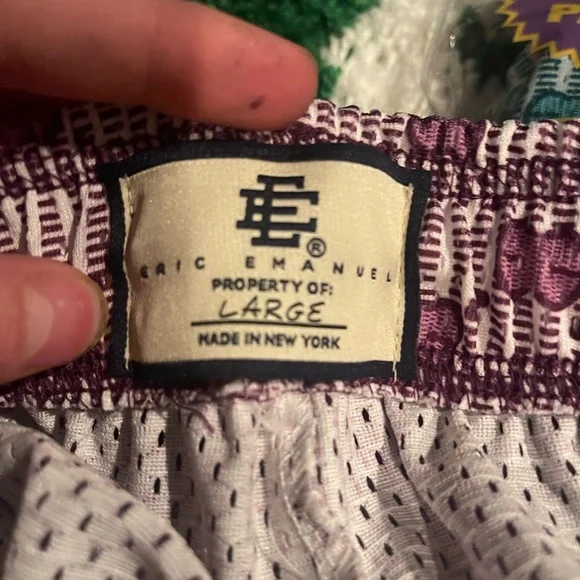 EE®
ERIC EMANUEL
PROPERTY OF:
LARGE
MADE IN NEW YORK